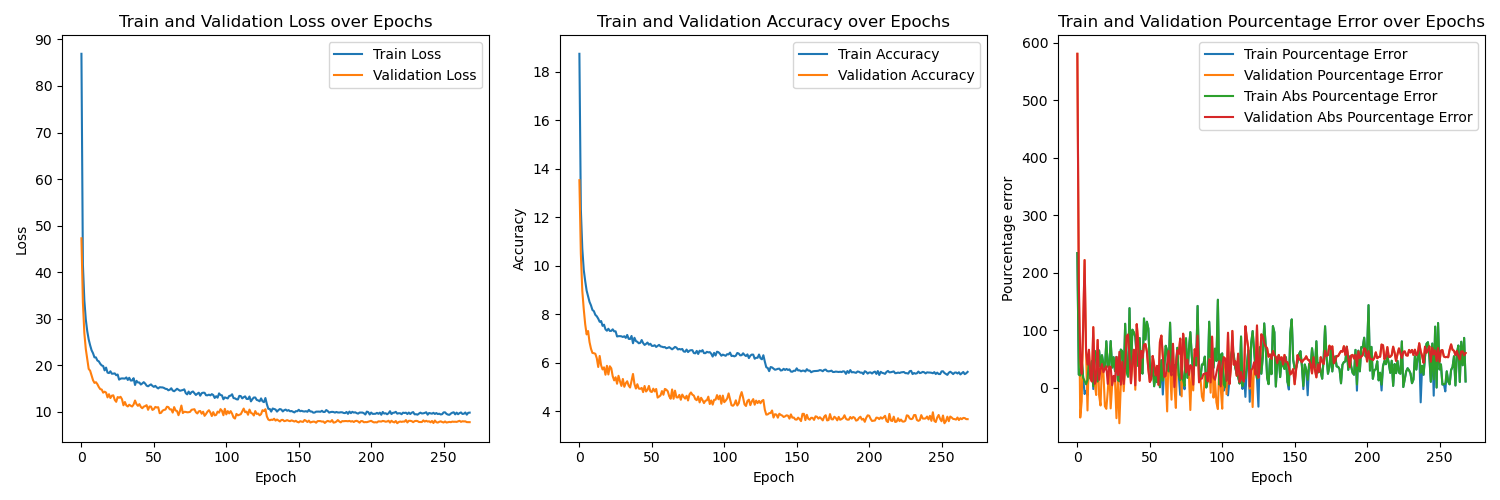 Train and Validation Loss over Epochs
Train Loss
Validation Loss
90
80
70
60
50
40
30
20
10
Loss
0
50
100
150
200
250
Epoch
Train and Validation Accuracy over Epochs
Train Accuracy
Validation Accuracy
18
16
14
12
10
8
6
4
Accuracy
0
50
100
150
200
250
Epoch
Train and Validation Pourcentage Error over Epochs
Train Pourcentage Error
Validation Pourcentage Error
Train Abs Pourcentage Error
Validation Abs Pourcentage Error
600
500
400
300
200
100
0
Pourcentage error
0
50
100
150
200
250
Epoch